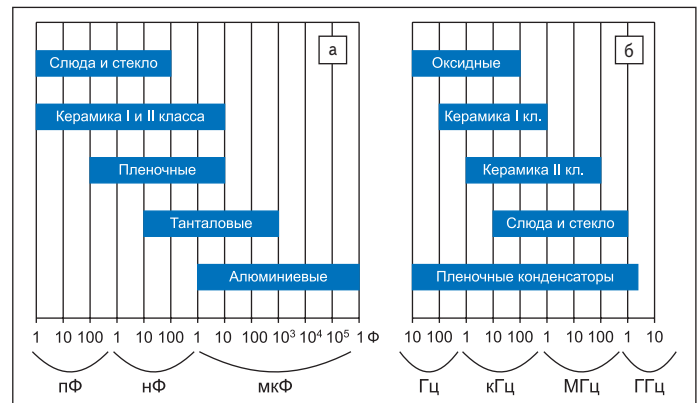 а
Слюда и стекло
Керамика I и II класса
Пленочные
Танталовые
Алюминиевые
1 10 100 1 10 100 1 10 100 10³ 10⁴ 10⁵ 1 Ф
пФ нФ мкФ
б
Оксидные
Керамика I кл.
Керамика II кл.
Слюда и стекло
Пленочные конденсаторы
10 100 1 10 100 1 10 100 1 10
Гц кГц МГц ГГц